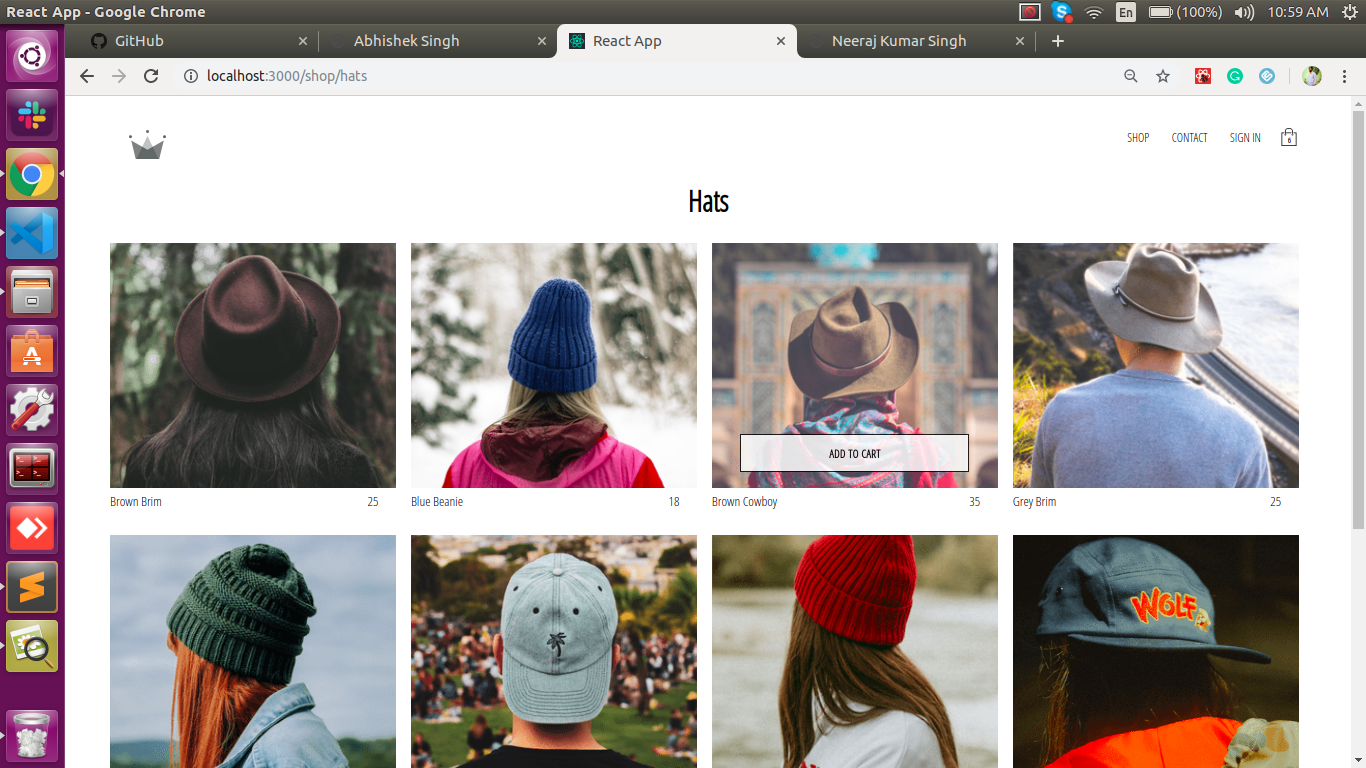 React App - Google Chrome
En (100%) 10:59 AM
GitHub Abhishek Singh React App Neeraj Kumar Singh
localhost:3000/shop/hats
SHOP CONTACT SIGN IN 6
Hats
ADD TO CART
Brown Brim 25 Blue Beanie 18 Brown Cowboy 35 Grey Brim 25
WOLF